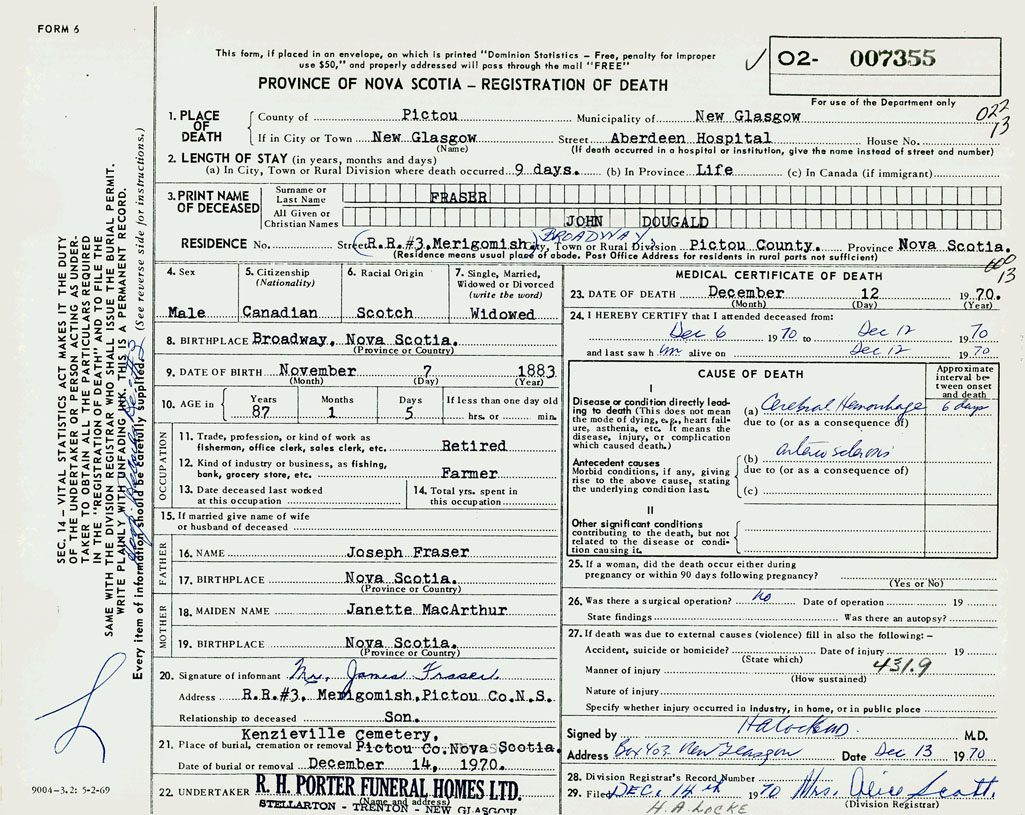 FORM 6
This form, if placed in an envelope, on which is printed "Dominion Statistics – Free, penalty for improper
use $50," and properly addressed will pass through the mail "FREE"
02- 007355
PROVINCE OF NOVA SCOTIA – REGISTRATION OF DEATH
For use of the Department only
022
13
1. PLACE OF DEATH
County of Pictou Municipality of New Glasgow
If in City or Town New Glasgow Street Aberdeen Hospital House No.
(Name) (If death occurred in a hospital or institution, give the name instead of street and number)
2. LENGTH OF STAY (in years, months and days)
(a) In City, Town or Rural Division where death occurred 9 days. (b) In Province Life (c) In Canada (if immigrant)
3. PRINT NAME OF DECEASED
Surname or Last Name FRASER
All Given or Christian Names JOHN DOUGALD
BROADWAY
RESIDENCE No. Street R.R.#3, Merigomish, City, Town or Rural Division Pictou County. Province Nova Scotia.
(Residence means usual place of abode. Post Office Address for residents in rural parts not sufficient)
600
13
4. Sex
Male
5. Citizenship
(Nationality)
Canadian
6. Racial Origin
Scotch
7. Single, Married,
Widowed or Divorced
(write the word)
Widowed
8. BIRTHPLACE Broadway, Nova Scotia.
(Province or Country)
9. DATE OF BIRTH November 7 1883
(Month) (Day) (Year)
10. AGE in
Years Months Days If less than one day old
87 1 5 hrs. or min.
OCCUPATION
11. Trade, profession, or kind of work as
fisherman, office clerk, sales clerk, etc. Retired
12. Kind of industry or business, as fishing,
bank, grocery store, etc. Farmer
13. Date deceased last worked
at this occupation
14. Total yrs. spent in
this occupation
15. If married give name of wife
or husband of deceased
FATHER
16. NAME Joseph Fraser
17. BIRTHPLACE Nova Scotia.
(Province or Country)
MOTHER
18. MAIDEN NAME Janette MacArthur
19. BIRTHPLACE Nova Scotia.
(Province or Country)
20. Signature of informant Mr. James Fraser
Address R.R.#3, Merigomish, Pictou Co. N.S.
Relationship to deceased Son.
Kenzieville Cemetery,
21. Place of burial, cremation or removal Pictou Co. Nova Scotia.
Date of burial or removal December 14, 1970.
22. UNDERTAKER R. H. PORTER FUNERAL HOMES LTD.
(Name and address)
STELLARTON - TRENTON - NEW GLASGOW
MEDICAL CERTIFICATE OF DEATH
23. DATE OF DEATH December 12 1970.
(Month) (Day) (Year)
24. I HEREBY CERTIFY that I attended deceased from:
Dec 6 1970 to Dec 12 1970
and last saw him alive on Dec 12 1970
CAUSE OF DEATH
Approximate
interval be-
tween onset
and death
I
Disease or condition directly lead-
ing to death (This does not mean
the mode of dying, e.g., heart fail-
ure, asthenia, etc. It means the
disease, injury, or complication
which caused death.)
(a) Cerebral Hemorrhage 6 days
due to (or as a consequence of)
Antecedent causes
Morbid conditions, if any, giving
rise to the above cause, stating
the underlying condition last.
(b) arteriosclerosis
due to (or as a consequence of)
(c)
II
Other significant conditions
contributing to the death, but not
related to the disease or condi-
tion causing it.
25. If a woman, did the death occur either during
pregnancy or within 90 days following pregnancy?
(Yes or No)
26. Was there a surgical operation? no Date of operation 19
State findings Was there an autopsy?
27. If death was due to external causes (violence) fill in also the following: –
Accident, suicide or homicide? Date of injury 19
(State which)
Manner of injury 431.9
(How sustained)
Nature of injury
Specify whether injury occurred in industry, in home, or in public place
Signed by M.D.
Address Box 403 New Glasgow Date Dec 13 1970
28. Division Registrar's Record Number
29. Filed DEC. 14th 1970 Mrs. Alice Scott
(Division Registrar)
H.A. LOCKE
SEC. 14 – VITAL STATISTICS ACT MAKES IT THE DUTY
OF THE UNDERTAKER OR PERSON ACTING AS UNDER-
TAKER TO OBTAIN ALL THE PARTICULARS REQUIRED
IN THE "REGISTRATION OF DEATH" AND TO FILE THE
SAME WITH THE DIVISION REGISTRAR WHO SHALL ISSUE THE BURIAL PERMIT.
WRITE PLAINLY WITH UNFADING INK. THIS IS A PERMANENT RECORD.
Every item of information should be carefully supplied. (See reverse side for instructions.)
9004-3.2: 5-2-69